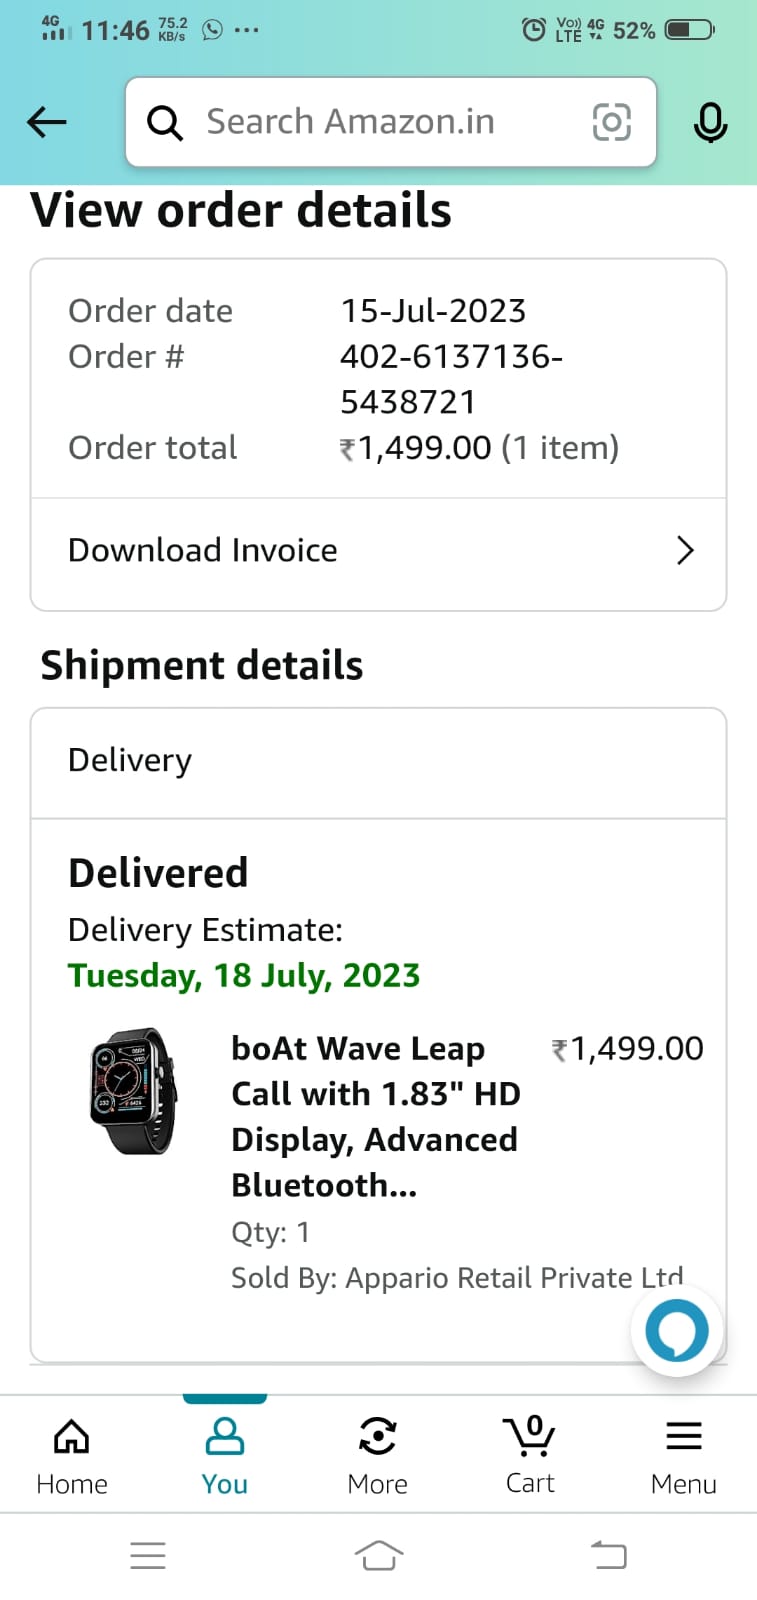 4G 11:46 75.2 KB/s ... Vo)) LTE 4G 52%
Search Amazon.in
View order details
Order date 15-Jul-2023
Order # 402-6137136-
5438721
Order total ₹1,499.00 (1 item)
Download Invoice
Shipment details
Delivery
Delivered
Delivery Estimate:
Tuesday, 18 July, 2023
boAt Wave Leap ₹1,499.00
Call with 1.83" HD
Display, Advanced
Bluetooth...
Qty: 1
Sold By: Appario Retail Private Ltd
0
Home You More Cart Menu